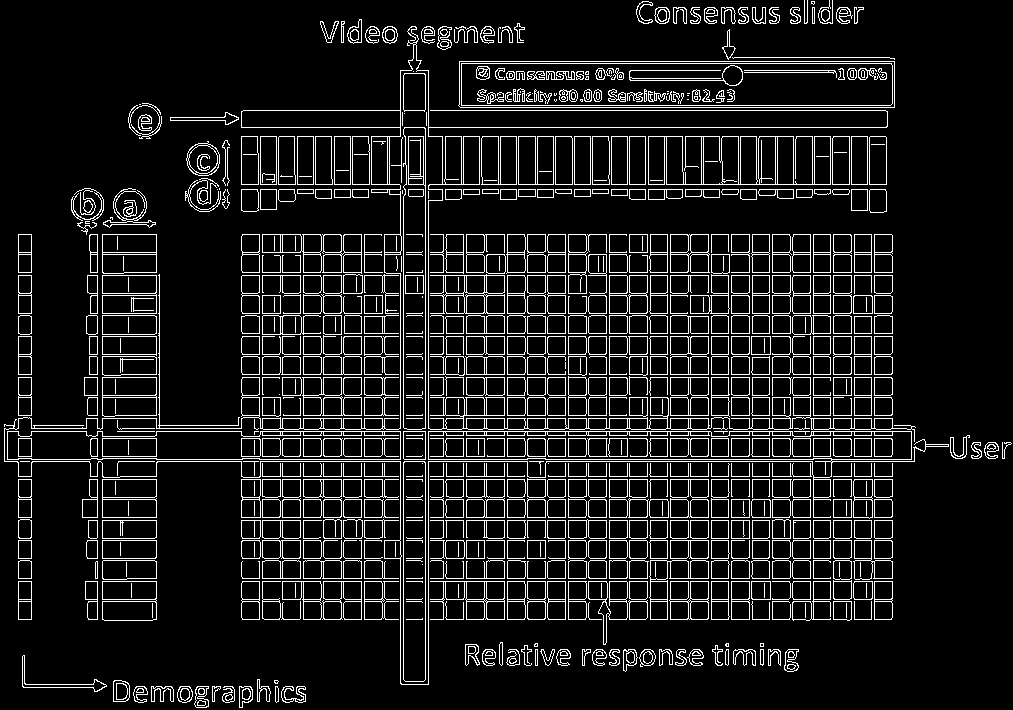 Consensus slider
Video segment
Consensus: 0% 100%
Specificity:80.00 Sensitivity:82.43
e
c
d
b a
User
Relative response timing
Demographics